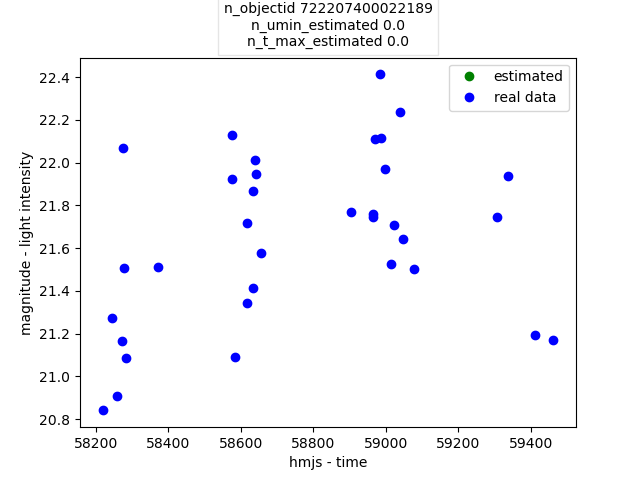 n_objectid 722207400022189
n_umin_estimated 0.0
n_t_max_estimated 0.0
estimated
real data
22.4
22.2
22.0
21.8
21.6
21.4
21.2
21.0
20.8
magnitude - light intensity
58200 58400 58600 58800 59000 59200 59400
hmjs - time